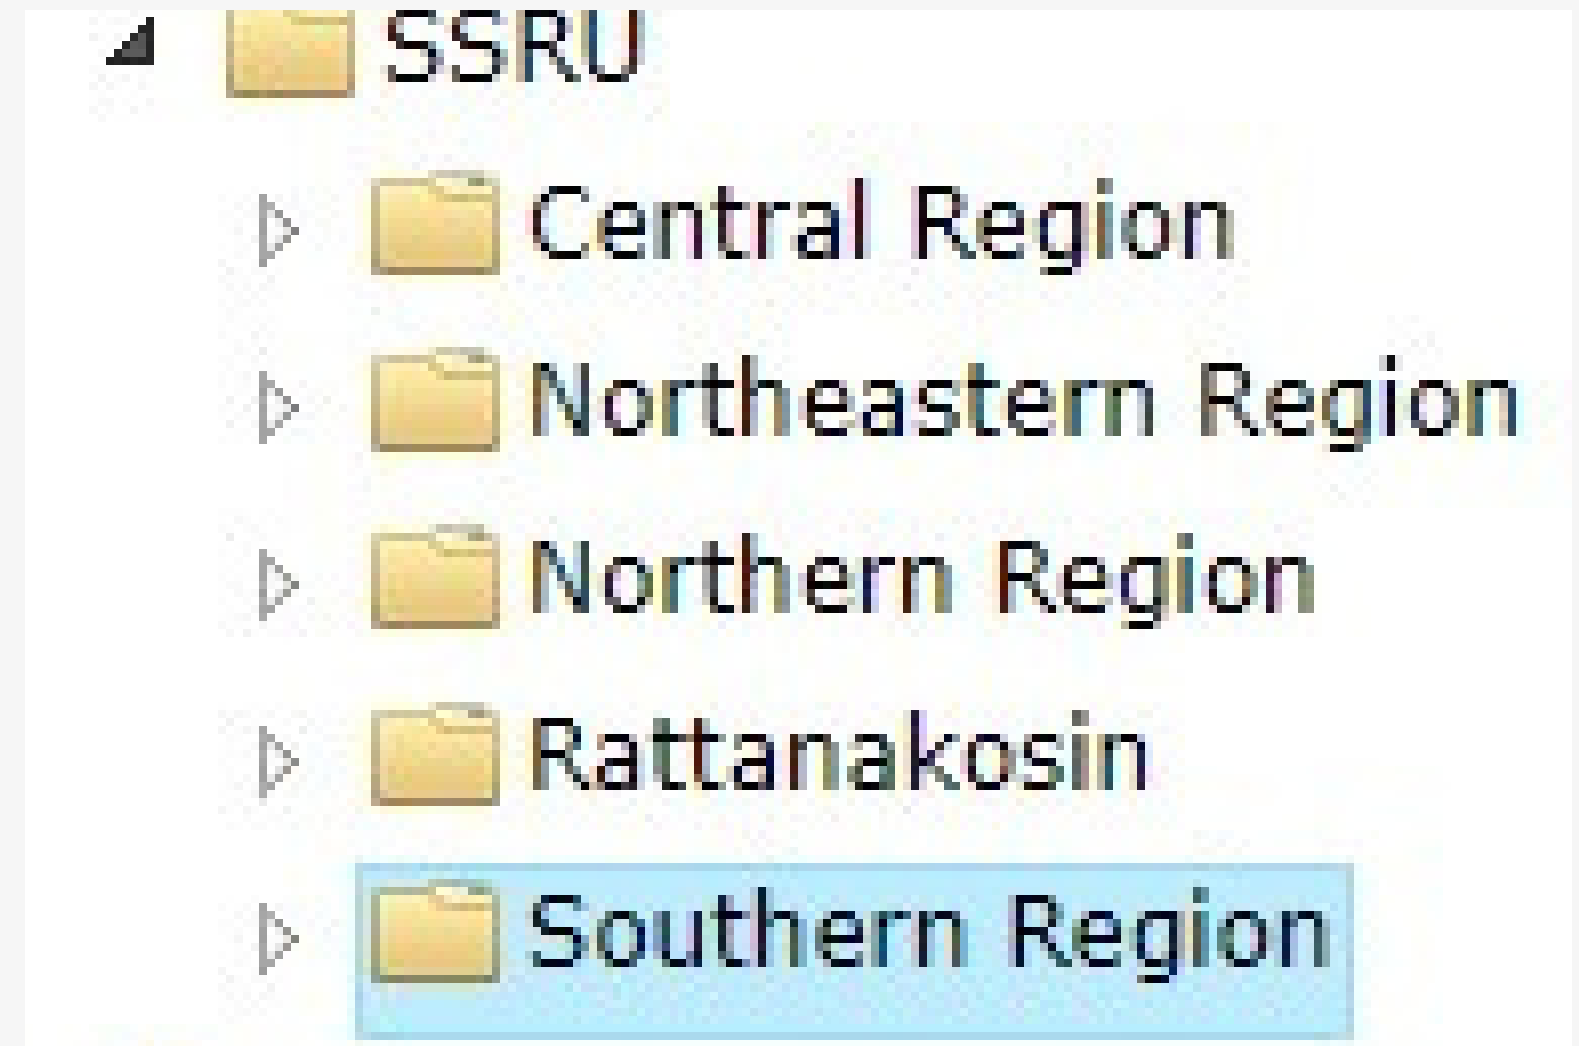 SSRU
Central Region
Northeastern Region
Northern Region
Rattanakosin
Southern Region